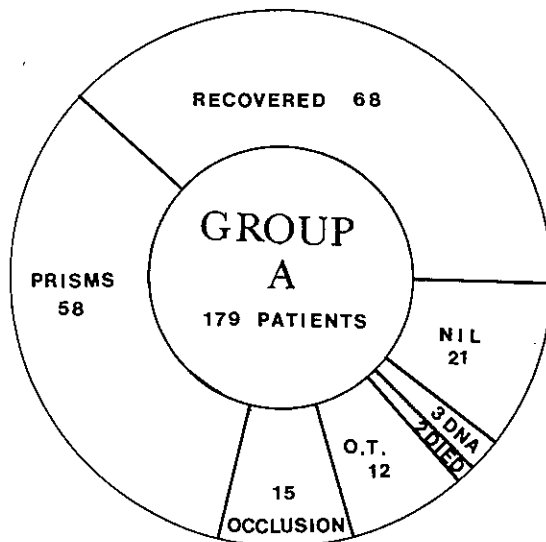 RECOVERED 68
GROUP
A
179 PATIENTS
PRISMS
58
NIL
21
3 DNA
2 DIED
O.T.
12
15
OCCLUSION